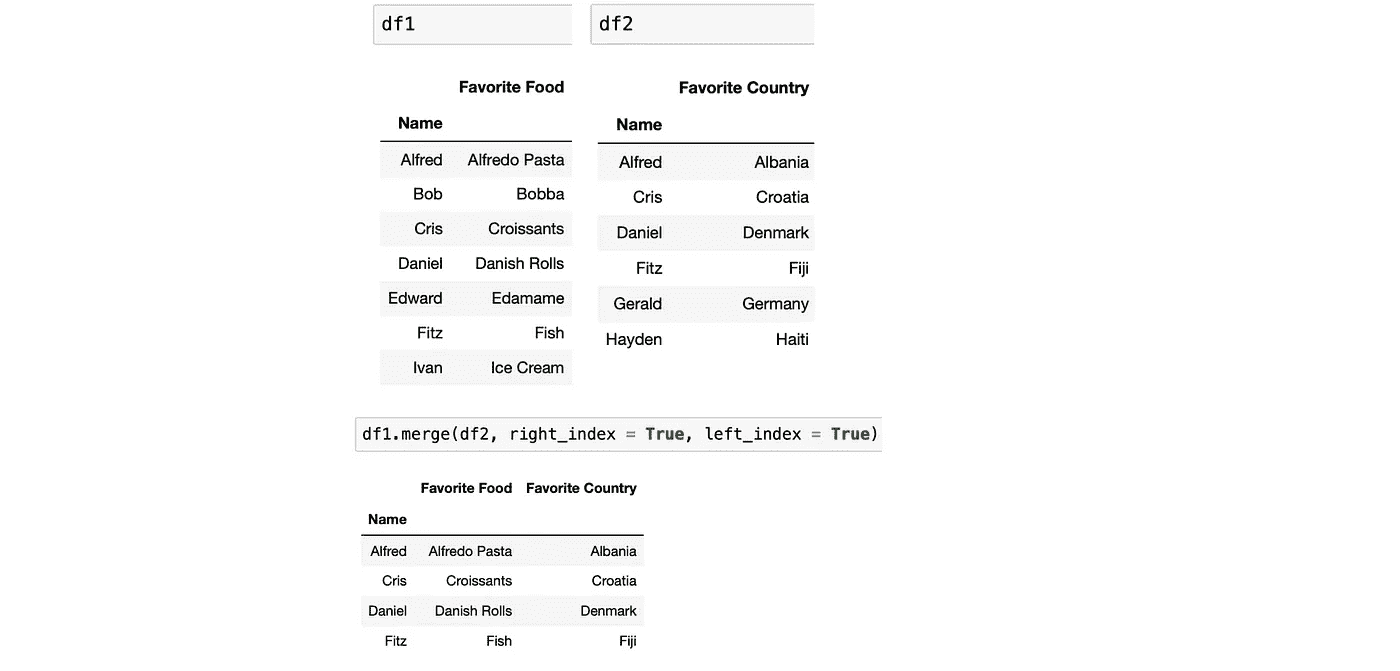 df1
Favorite Food
Name
Alfred Alfredo Pasta
Bob Bobba
Cris Croissants
Daniel Danish Rolls
Edward Edamame
Fitz Fish
Ivan Ice Cream
df2
Favorite Country
Name
Alfred Albania
Cris Croatia
Daniel Denmark
Fitz Fiji
Gerald Germany
Hayden Haiti
df1.merge(df2, right_index = True, left_index = True)
Favorite Food Favorite Country
Name
Alfred Alfredo Pasta Albania
Cris Croissants Croatia
Daniel Danish Rolls Denmark
Fitz Fish Fiji